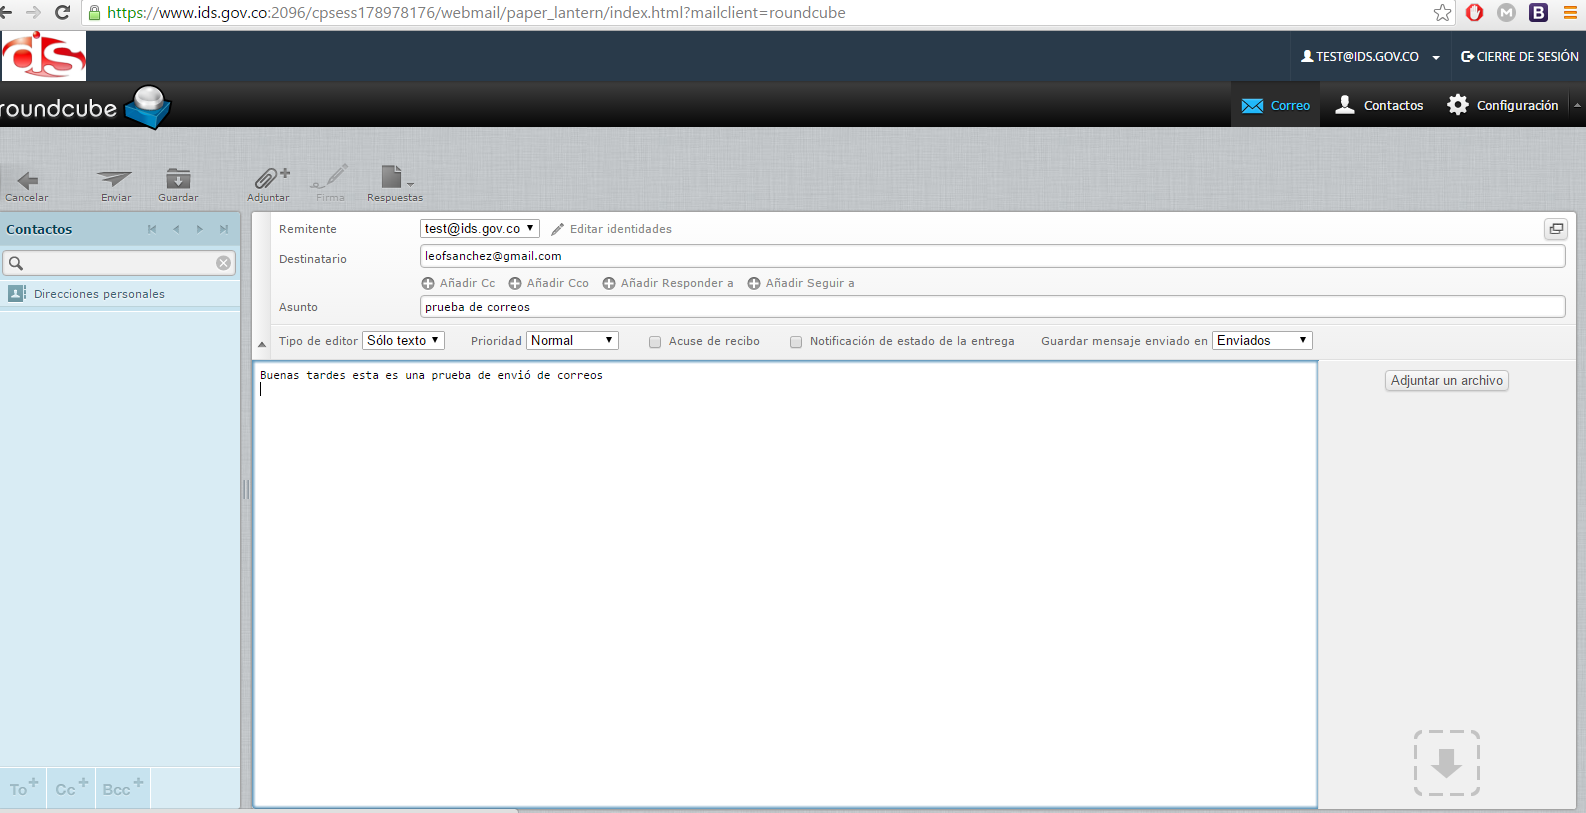 https://www.ids.gov.co:2096/cpsess178978176/webmail/paper_lantern/index.html?mailclient=roundcube
M
B
ids
TEST@IDS.GOV.CO
CIERRE DE SESIÓN
roundcube
Correo
Contactos
Configuración
Cancelar
Enviar
Guardar
Adjuntar
Firma
Respuestas
Contactos
Direcciones personales
Remitente
test@ids.gov.co
Editar identidades
Destinatario
leofsanchez@gmail.com
Añadir Cc
Añadir Cco
Añadir Responder a
Añadir Seguir a
Asunto
prueba de correos
Tipo de editor
Sólo texto
Prioridad
Normal
Acuse de recibo
Notificación de estado de la entrega
Guardar mensaje enviado en
Enviados
Buenas tardes esta es una prueba de envió de correos
Adjuntar un archivo
To+
Cc+
Bcc+